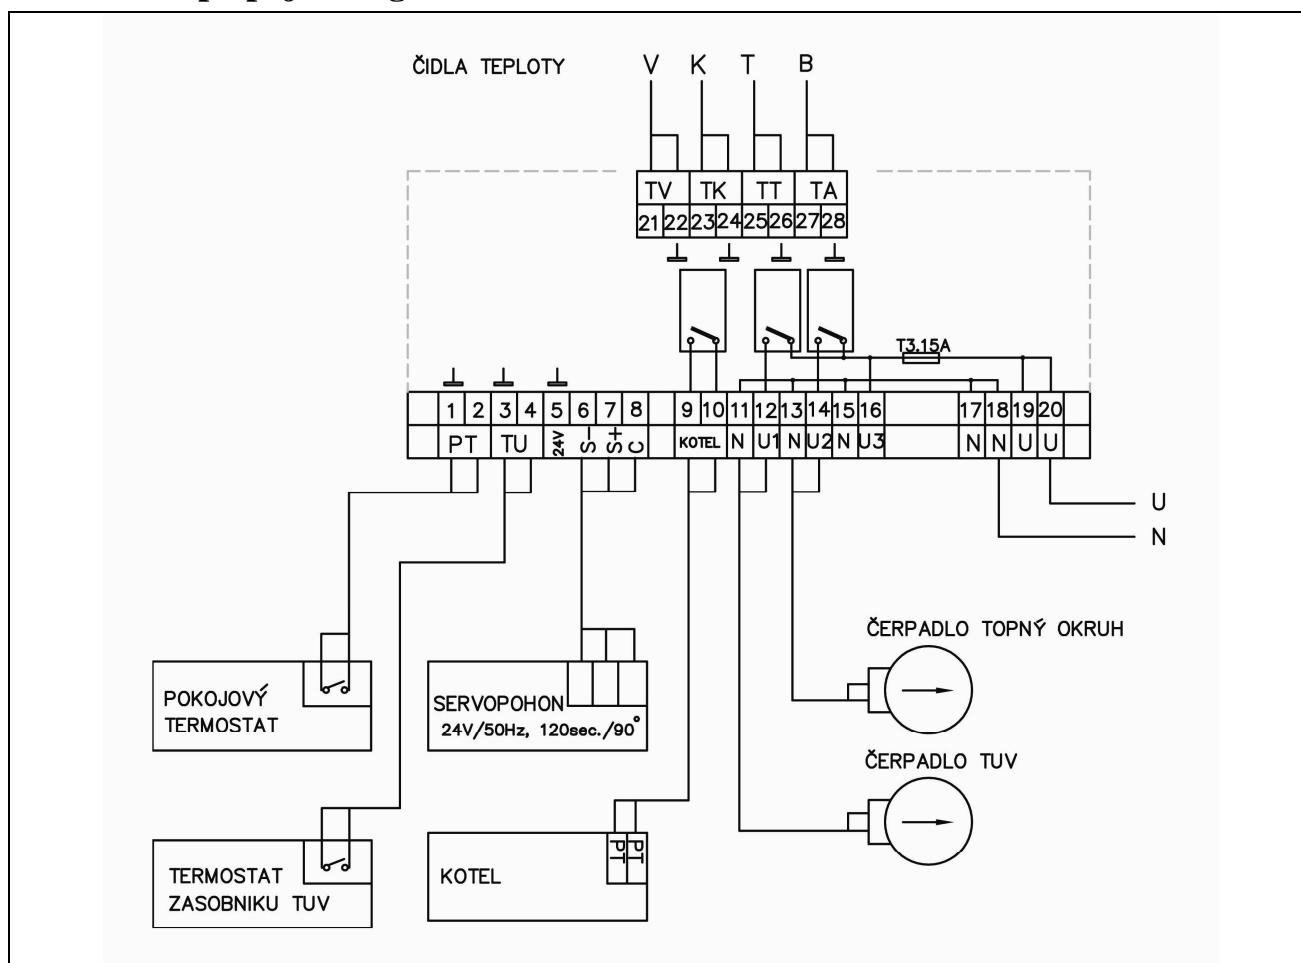 ČIDLA TEPLOTY V K T B
TV TK TT TA
21 22 23 24 25 26 27 28
T3.15A
1 2 3 4 5 6 7 8 9 10 11 12 13 14 15 16 17 18 19 20
PT TU 24V S- S+ C KOTEL N U1 N U2 N U3 N N U U
U
N
ČERPADLO TOPNÝ OKRUH
POKOJOVÝ
TERMOSTAT
SERVOPOHON
24V/50Hz, 120sec./90°
ČERPADLO TUV
PT PT
KOTEL
TERMOSTAT
ZASOBNIKU TUV